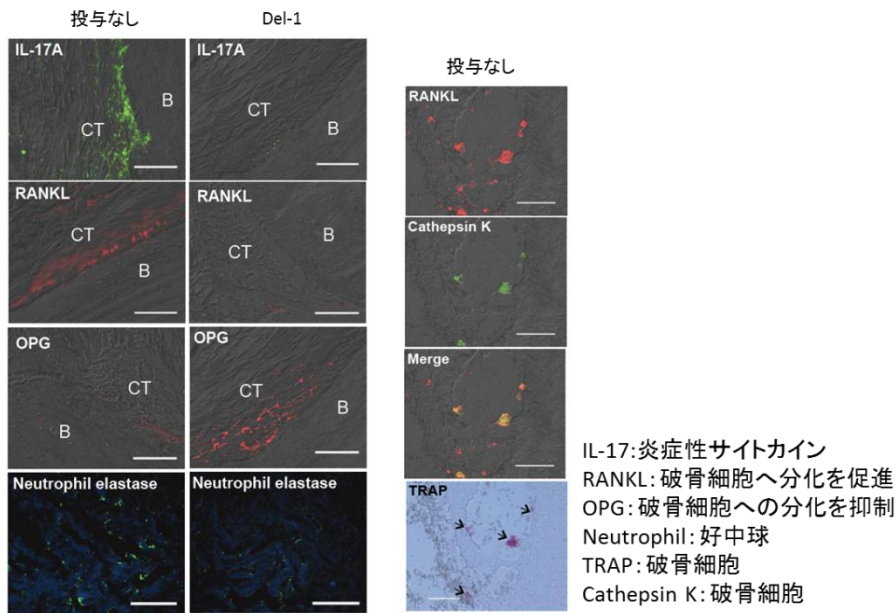 投与なし
Del-1
IL-17A
CT
B
IL-17A
CT
B
RANKL
CT
B
RANKL
CT
B
OPG
CT
B
OPG
CT
B
Neutrophil elastase
Neutrophil elastase
投与なし
RANKL
Cathepsin K
Merge
TRAP
IL-17:炎症性サイトカイン
RANKL:破骨細胞へ分化を促進
OPG:破骨細胞への分化を抑制
Neutrophil:好中球
TRAP:破骨細胞
Cathepsin K:破骨細胞